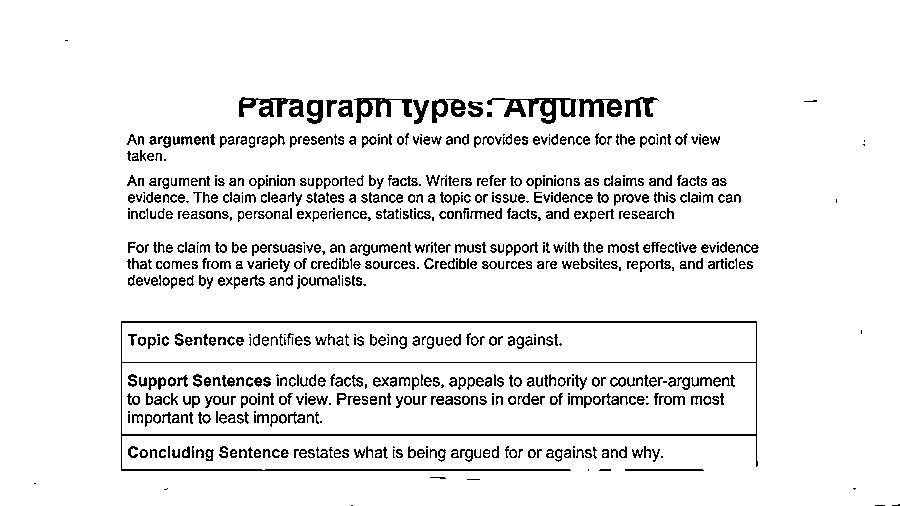 Paragraph types: Argument
An argument paragraph presents a point of view and provides evidence for the point of view
taken.
An argument is an opinion supported by facts. Writers refer to opinions as claims and facts as
evidence. The claim clearly states a stance on a topic or issue. Evidence to prove this claim can
include reasons, personal experience, statistics, confirmed facts, and expert research
For the claim to be persuasive, an argument writer must support it with the most effective evidence
that comes from a variety of credible sources. Credible sources are websites, reports, and articles
developed by experts and journalists.
Topic Sentence identifies what is being argued for or against.
Support Sentences include facts, examples, appeals to authority or counter-argument
to back up your point of view. Present your reasons in order of importance: from most
important to least important.
Concluding Sentence restates what is being argued for or against and why.